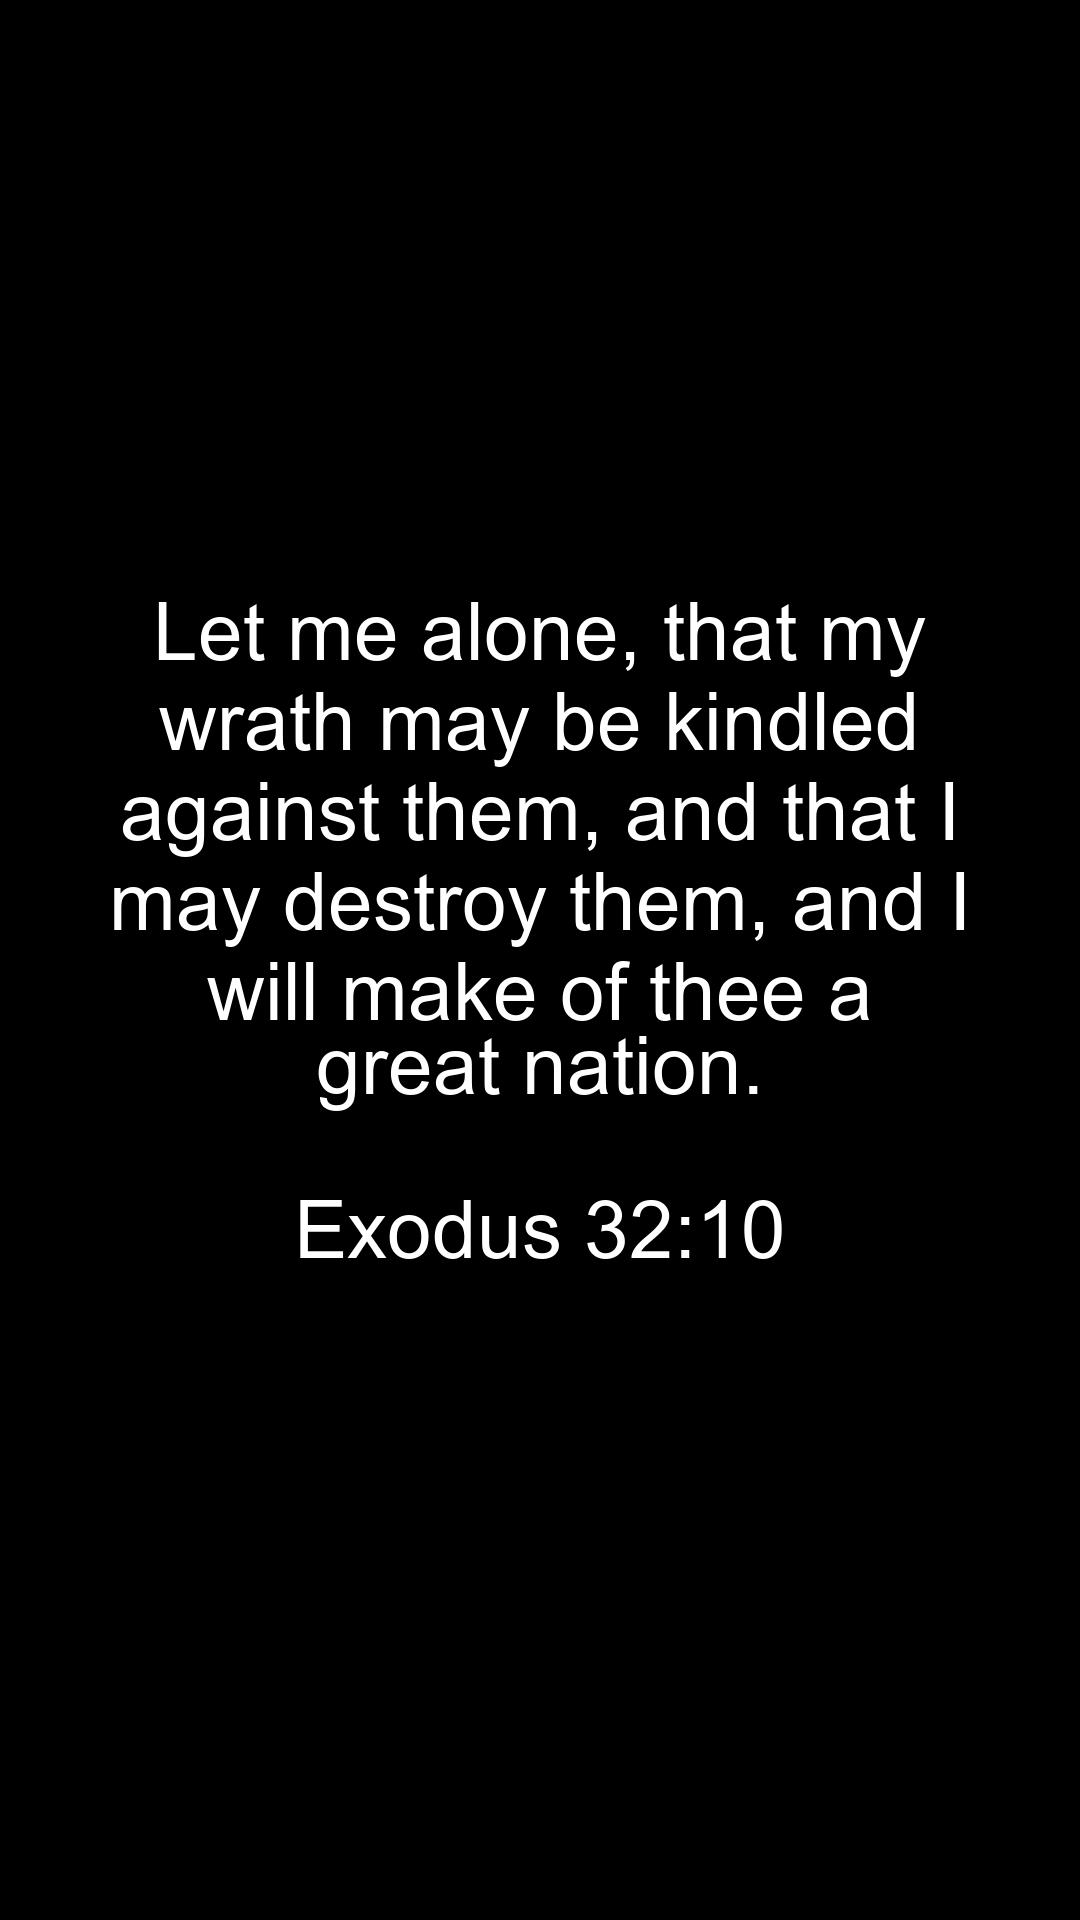 Let me alone, that my
wrath may be kindled
against them, and that I
may destroy them, and I
will make of thee a
great nation.
Exodus 32:10